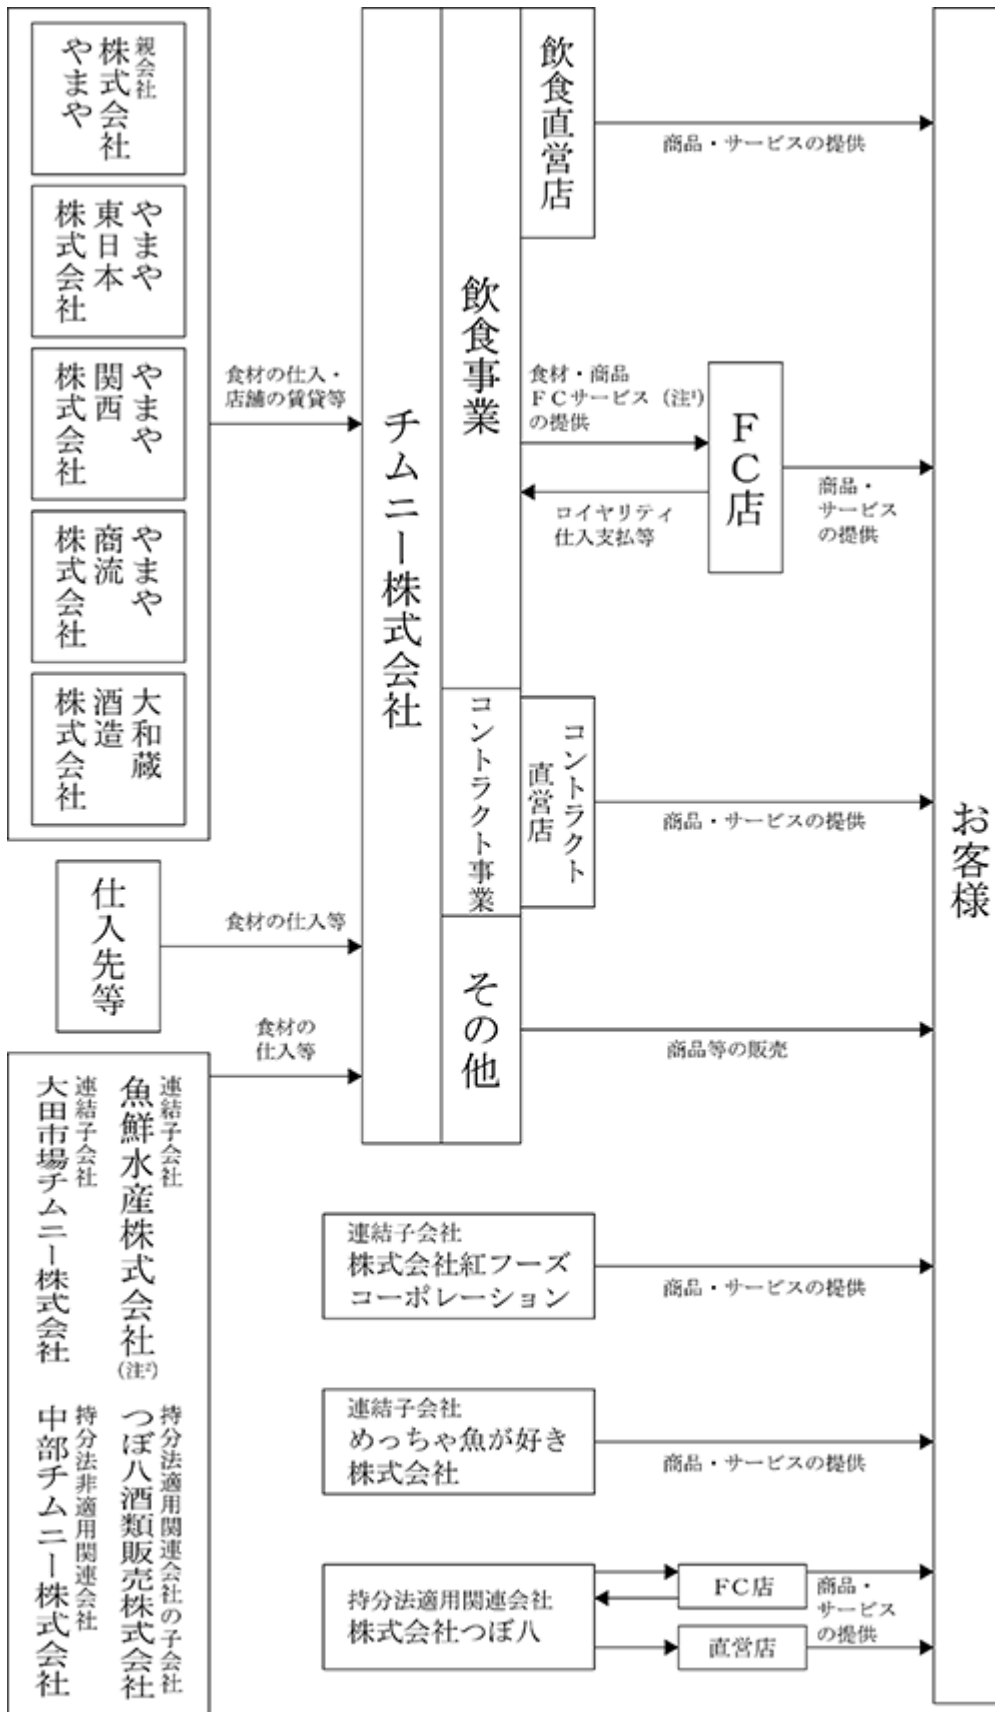 親会社
株式会社
やまや
やまや
東日本
株式会社
やまや
関西
株式会社
やまや
商流
株式会社
大和蔵
酒造
株式会社
食材の仕入・
店舗の賃貸等
仕入先等
食材の仕入等
食材の
仕入等
連結子会社
魚鮮水産株式会社
(注²)
連結子会社
大田市場チムニー株式会社
持分法適用関連会社の子会社
つぼ八酒類販売株式会社
持分法非適用関連会社
中部チムニー株式会社
チムニー株式会社
飲食事業
コントラクト事業
その他
飲食直営店
商品・サービスの提供
食材・商品
FCサービス(注¹)
の提供
ロイヤリティ
仕入支払等
FC店
商品・
サービス
の提供
コントラクト
直営店
商品・サービスの提供
商品等の販売
連結子会社
株式会社紅フーズ
コーポレーション
商品・サービスの提供
連結子会社
めっちゃ魚が好き
株式会社
商品・サービスの提供
持分法適用関連会社
株式会社つぼ八
FC店
直営店
商品・
サービス
の提供
お客様